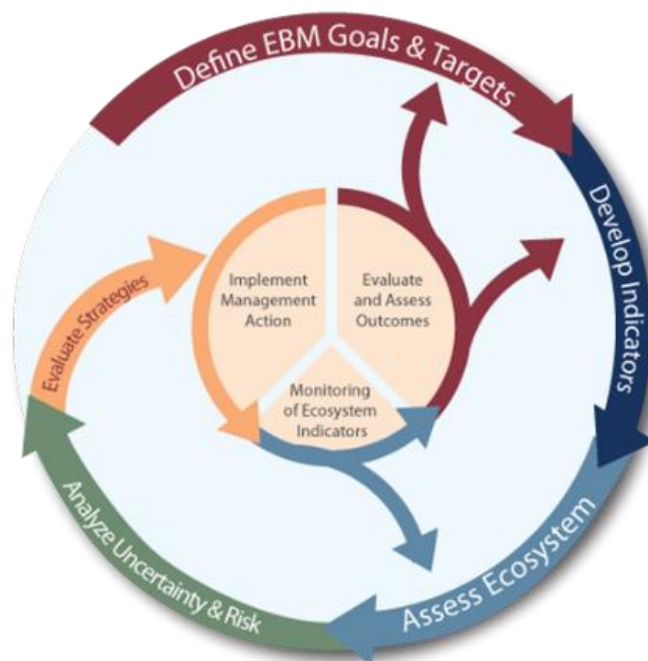 Define EBM Goals & Targets
Develop Indicators
Assess Ecosystem
Analyze Uncertainty & Risk
Evaluate Strategies
Implement
Management
Action
Evaluate
and Assess
Outcomes
Monitoring
of Ecosystem
Indicators